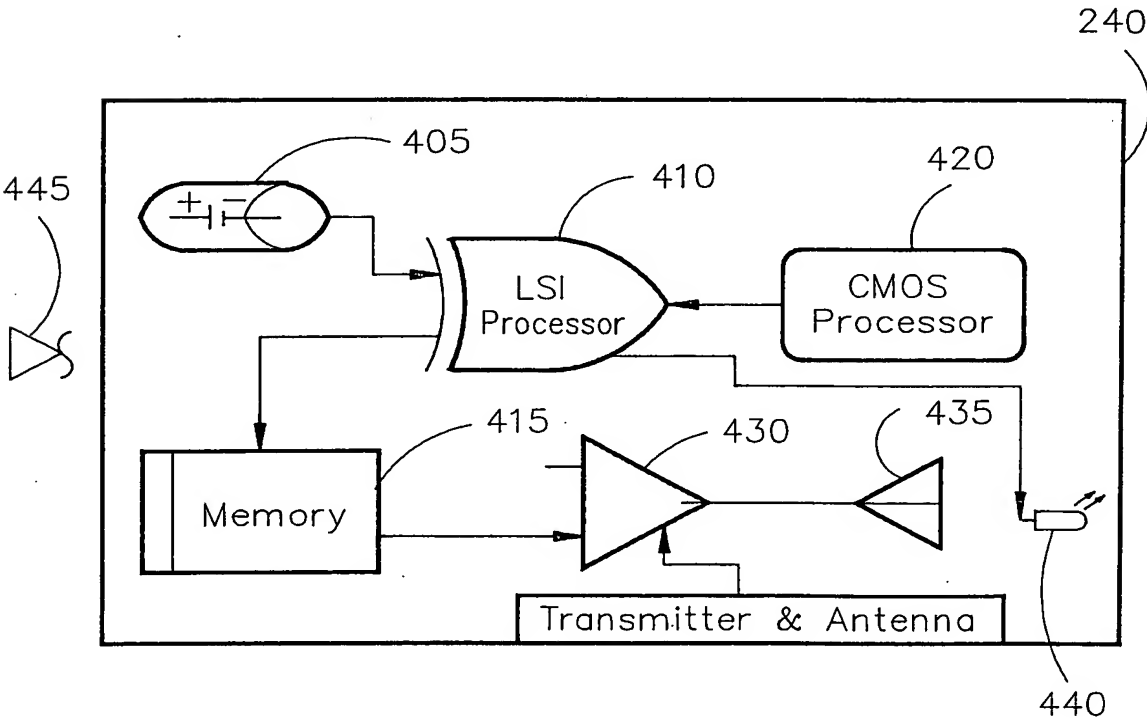 240
405
410
420
445
+ −
LSI
Processor
CMOS
Processor
415
430
435
Memory
Transmitter & Antenna
440